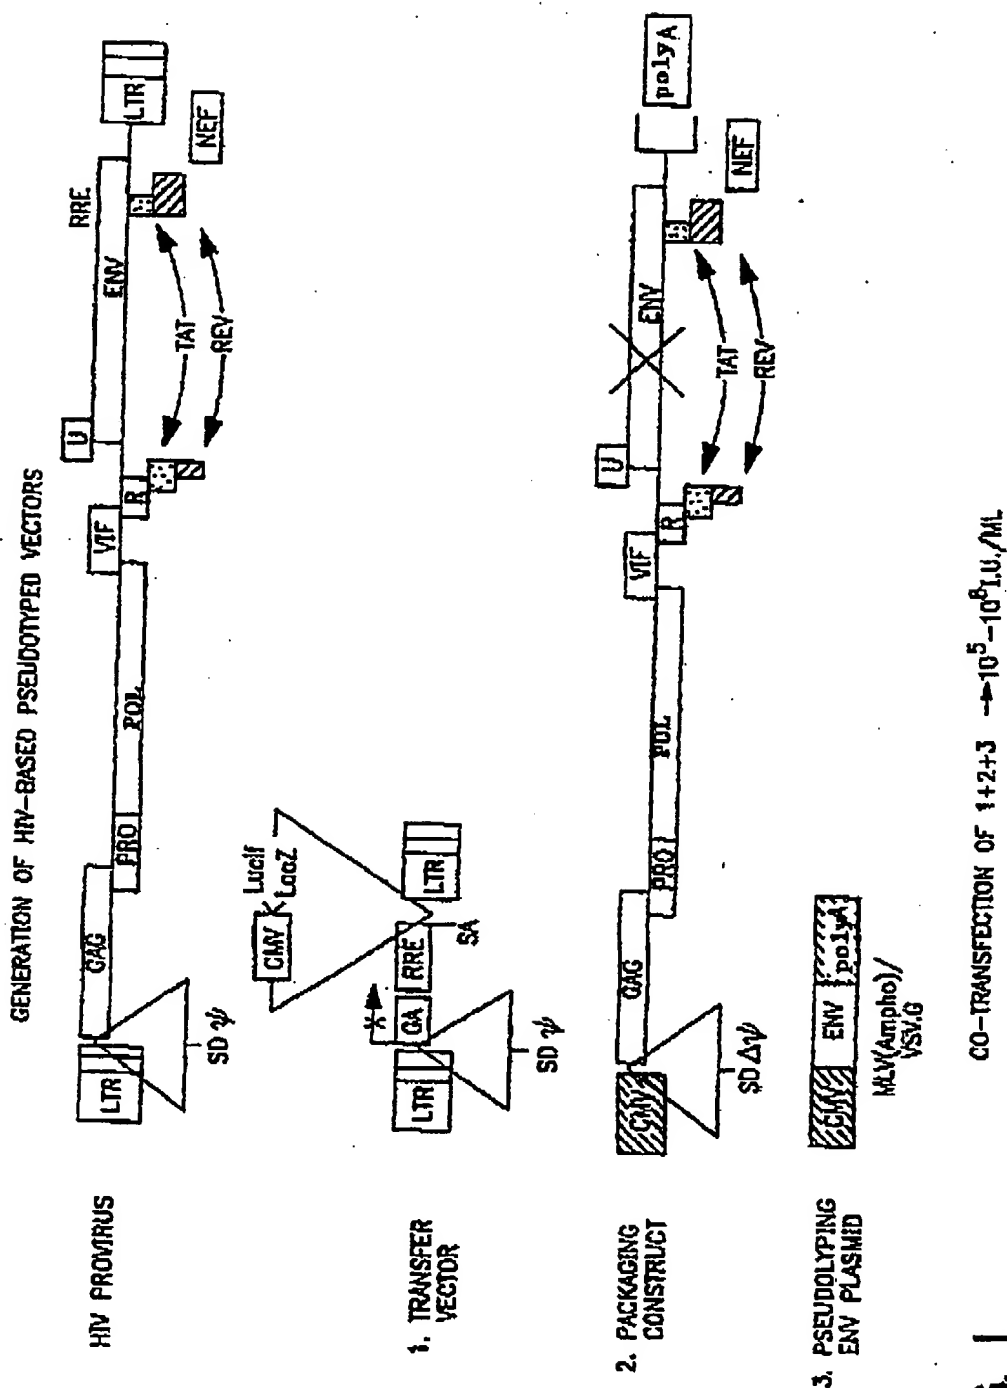 GENERATION OF HIV-BASED PSEUDOTYPED VECTORS
HIV PROVIRUS
LTR
GAG
PRO
POL
VIF
R
U
ENV
RRE
LTR
SD ψ
TAT
REV
NEF
1. TRANSFER
VECTOR
CMV
Lucif
LacZ
LTR
X
GA
RRE
LTR
SD ψ
SA
2. PACKAGING
CONSTRUCT
CMV
GAG
PRO
POL
VIF
R
U
ENV
polyA
SD Δψ
TAT
REV
NEF
3. PSEUDOLYPING
ENV PLASMID
CMV
ENV
polyA
MLV(Ampho)/
VSV.G
CO-TRANSFECTION OF 1+2+3 → 10⁵–10⁸ I.U./ML